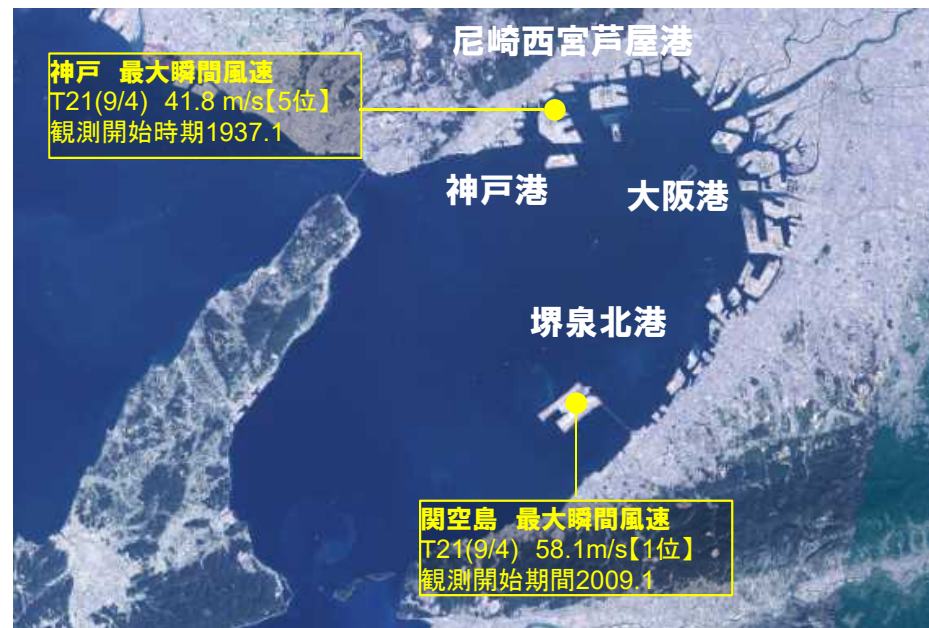 尼崎西宮芦屋港
神戸 最大瞬間風速
T21(9/4) 41.8 m/s【5位】
観測開始時期1937.1
神戸港
大阪港
堺泉北港
関空島 最大瞬間風速
T21(9/4) 58.1m/s【1位】
観測開始期間2009.1